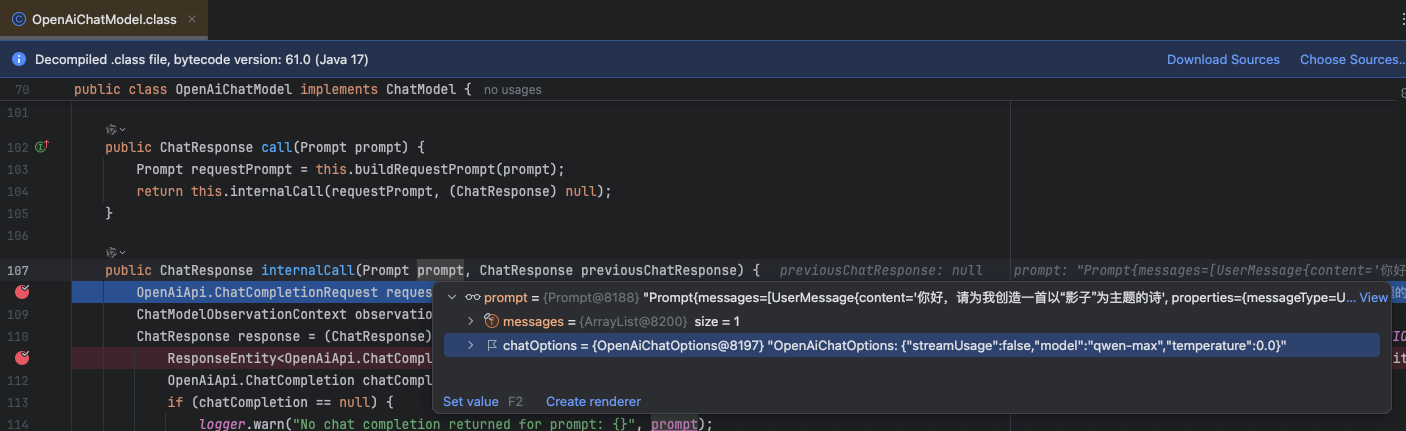 OpenAiChatModel.class
Decompiled .class file, bytecode version: 61.0 (Java 17) Download Sources Choose Sources...
70 public class OpenAiChatModel implements ChatModel { no usages
101
102 public ChatResponse call(Prompt prompt) {
103 Prompt requestPrompt = this.buildRequestPrompt(prompt);
104 return this.internalCall(requestPrompt, (ChatResponse) null);
105 }
106
107 public ChatResponse internalCall(Prompt prompt, ChatResponse previousChatResponse) { previousChatResponse: null prompt: "Prompt{messages=[UserMessage{content='你好
OpenAiApi.ChatCompletionRequest reques
109 ChatModelObservationContext observatio
110 ChatResponse response = (ChatResponse)
ResponseEntity<OpenAiApi.ChatCompl
112 OpenAiApi.ChatCompletion chatCompl
113 if (chatCompletion == null) {
114 logger.warn("No chat completion returned for prompt: {}", prompt);
prompt = {Prompt@8188} "Prompt{messages=[UserMessage{content='你好，请为我创造一首以“影子”为主题的诗', properties={messageType=U... View
messages = {ArrayList@8200} size = 1
chatOptions = {OpenAiChatOptions@8197} "OpenAiChatOptions: {"streamUsage":false,"model":"qwen-max","temperature":0.0}"
Set value F2 Create renderer